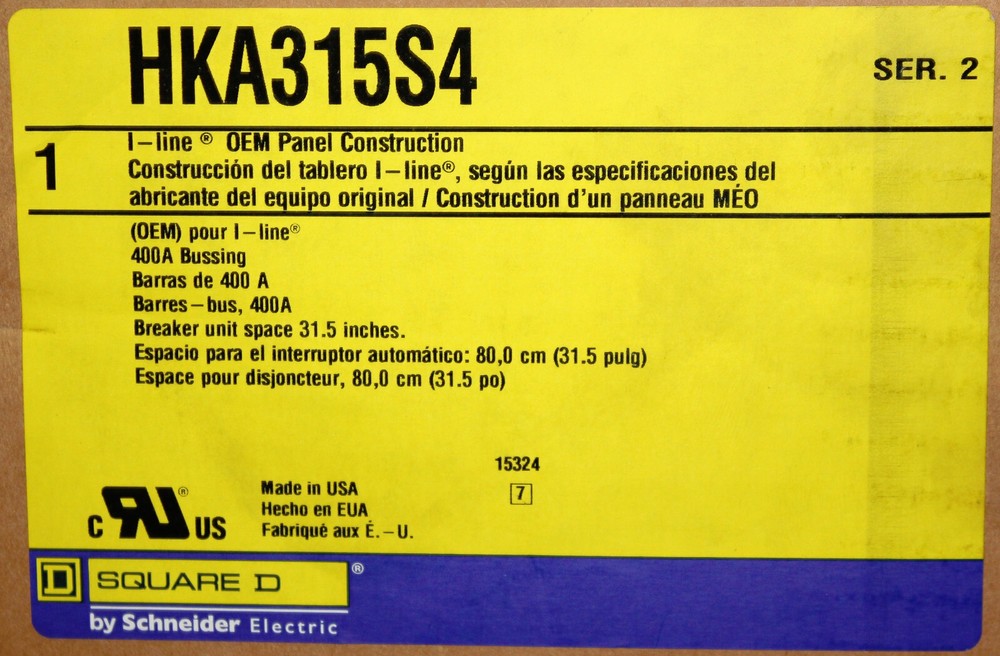 HKA315S4
SER. 2
1
I-line ® OEM Panel Construction
Construcción del tablero I-line®, según las especificaciones del
abricante del equipo original / Construction d'un panneau MÉO
(OEM) pour I-line®
400A Bussing
Barras de 400 A
Barres-bus, 400A
Breaker unit space 31.5 inches.
Espacio para el interruptor automático: 80,0 cm (31.5 pulg)
Espace pour disjoncteur, 80,0 cm (31.5 po)
15324
7
C RU ® US
Made in USA
Hecho en EUA
Fabriqué aux É.-U.
D SQUARE D ®
by Schneider Electric